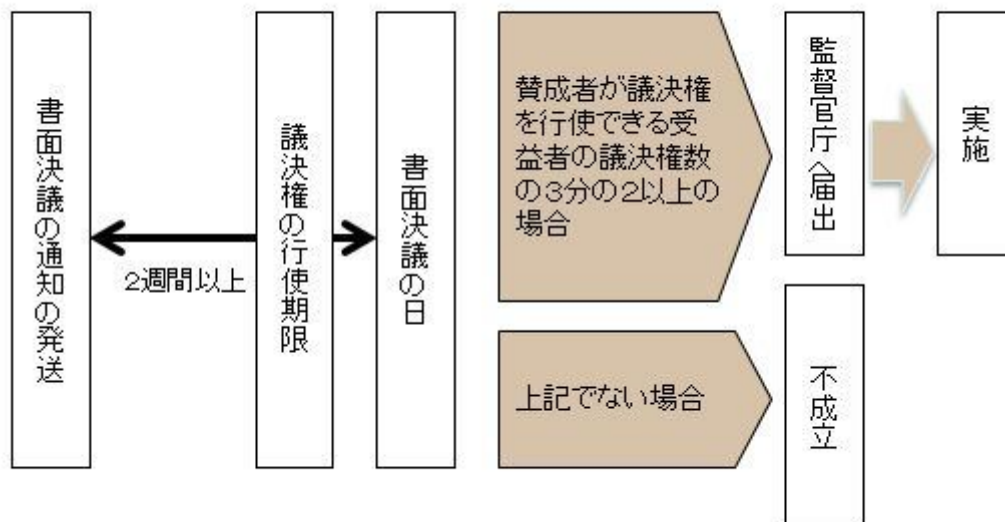 書面決議の通知の発送
2週間以上
議決権の行使期限
書面決議の日
賛成者が議決権
を行使できる受
益者の議決権数
の3分の2以上の
場合
監督官庁へ届出
実施
上記でない場合
不成立